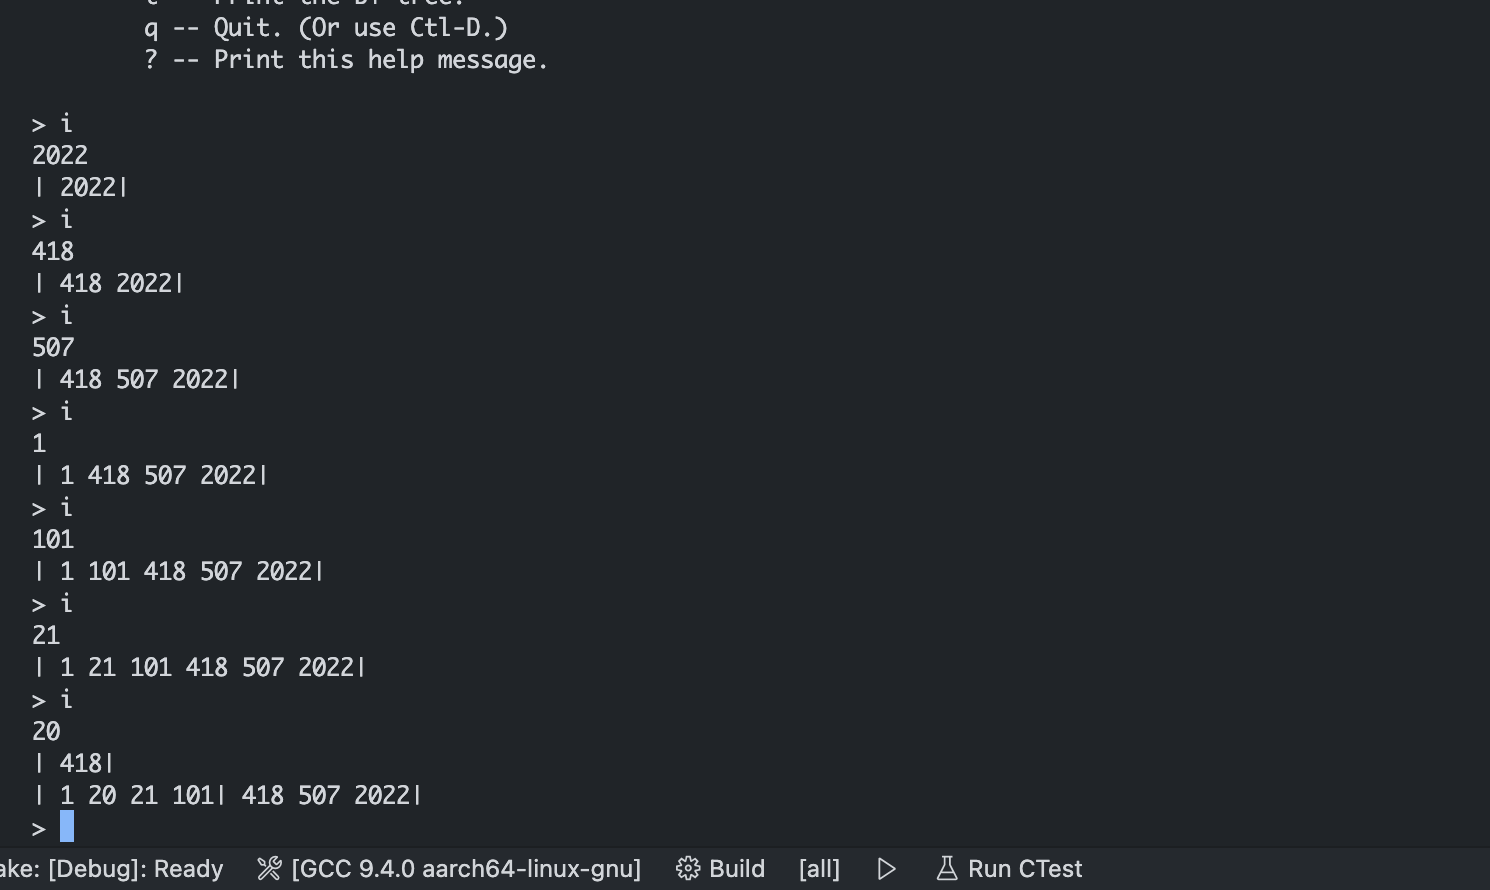 q -- Quit. (Or use Ctl-D.)
? -- Print this help message.
> i
2022
| 2022|
> i
418
| 418 2022|
> i
507
| 418 507 2022|
> i
1
| 1 418 507 2022|
> i
101
| 1 101 418 507 2022|
> i
21
| 1 21 101 418 507 2022|
> i
20
| 418|
| 1 20 21 101| 418 507 2022|
>
ake: [Debug]: Ready [GCC 9.4.0 aarch64-linux-gnu] Build [all] Run CTest